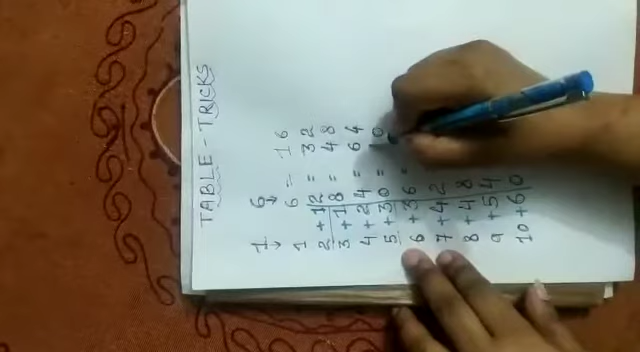 TABLE - TRICKS
1 6
↓ ↓
1 6 = 16
2 + 12 = 32
3 + 18 = 48
4 + 24 = 64
5 + 30 =
6 + 36 =
7 + 42
8 + 48
9 + 54
10 + 60